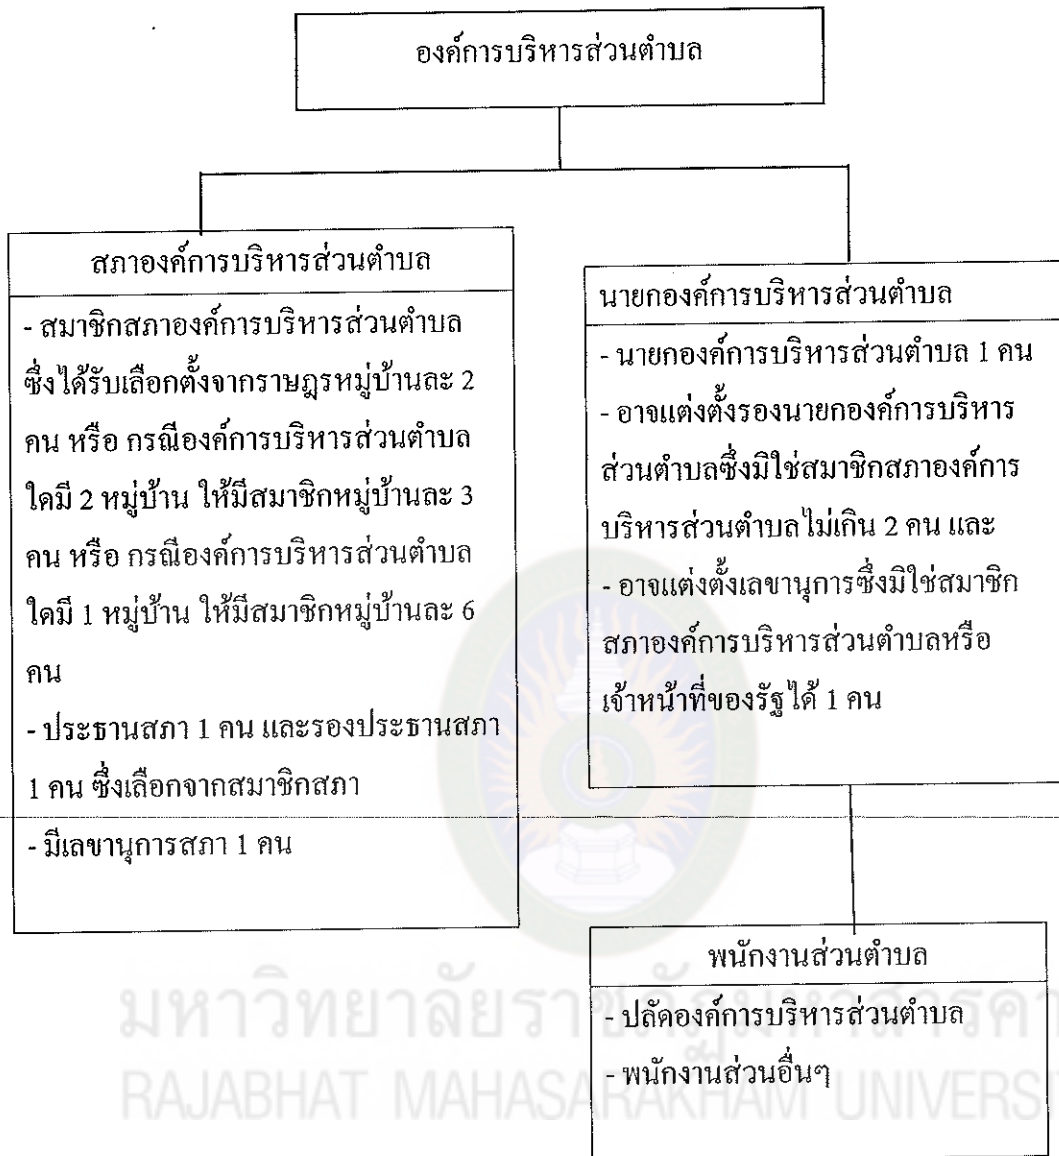 องค์การบริหารส่วนตำบล
สภาองค์การบริหารส่วนตำบล
- สมาชิกสภาองค์การบริหารส่วนตำบล
ซึ่งได้รับเลือกตั้งจากราษฎรหมู่บ้านละ 2
คน หรือ กรณีองค์การบริหารส่วนตำบล
ใดมี 2 หมู่บ้าน ให้มีสมาชิกหมู่บ้านละ 3
คน หรือ กรณีองค์การบริหารส่วนตำบล
ใดมี 1 หมู่บ้าน ให้มีสมาชิกหมู่บ้านละ 6
คน
- ประธานสภา 1 คน และรองประธานสภา
1 คน ซึ่งเลือกจากสมาชิกสภา
- มีเลขานุการสภา 1 คน
นายกองค์การบริหารส่วนตำบล
- นายกองค์การบริหารส่วนตำบล 1 คน
- อาจแต่งตั้งรองนายกองค์การบริหาร
ส่วนตำบลซึ่งมิใช่สมาชิกสภาองค์การ
บริหารส่วนตำบลไม่เกิน 2 คน และ
- อาจแต่งตั้งเลขานุการซึ่งมิใช่สมาชิก
สภาองค์การบริหารส่วนตำบลหรือ
เจ้าหน้าที่ของรัฐได้ 1 คน
พนักงานส่วนตำบล
- ปลัดองค์การบริหารส่วนตำบล
- พนักงานส่วนอื่นๆ
มหาวิทยาลัยราชภัฏมหาสารคา
RAJABHAT MAHASARAKHAM UNIVERSI